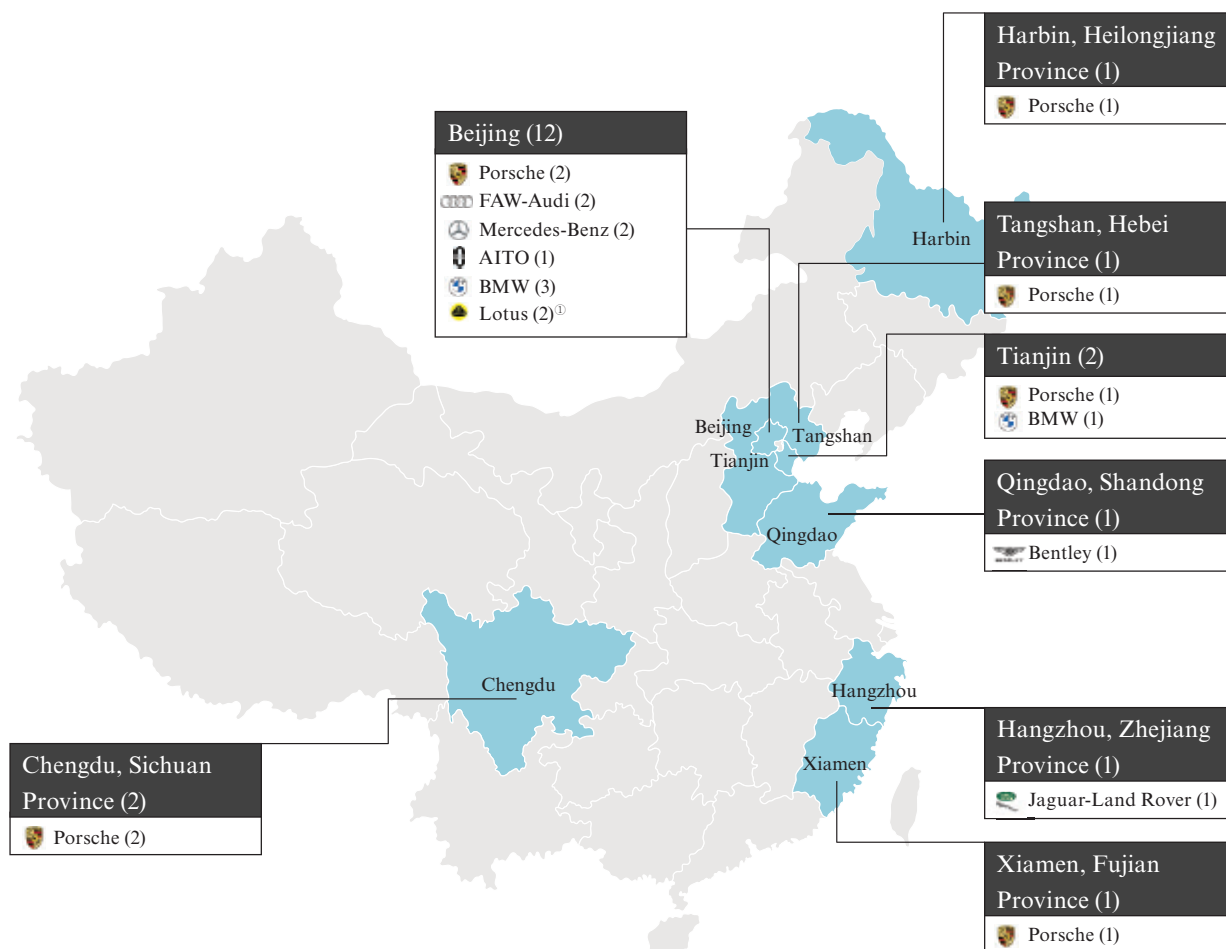 Harbin, Heilongjiang
Province (1)
Porsche (1)
Beijing (12)
Porsche (2)
FAW-Audi (2)
Mercedes-Benz (2)
AITO (1)
BMW (3)
Lotus (2)①
Harbin
Tangshan, Hebei
Province (1)
Porsche (1)
Tianjin (2)
Porsche (1)
BMW (1)
Beijing
Tangshan
Tianjin
Qingdao, Shandong
Province (1)
Bentley (1)
Qingdao
Chengdu
Hangzhou
Hangzhou, Zhejiang
Province (1)
Jaguar-Land Rover (1)
Chengdu, Sichuan
Province (2)
Porsche (2)
Xiamen
Xiamen, Fujian
Province (1)
Porsche (1)